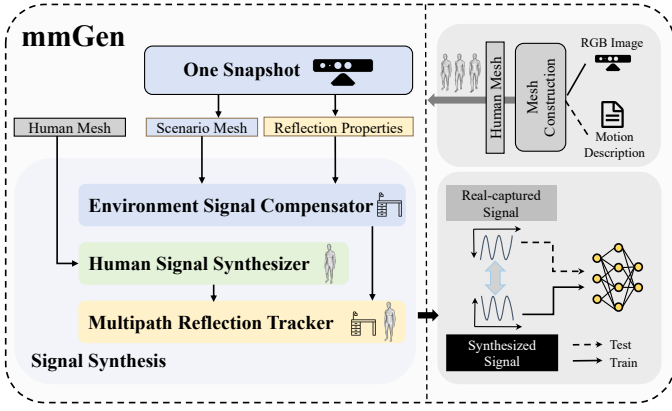 mmGen
One Snapshot
Human Mesh
Scenario Mesh
Reflection Properties
Environment Signal Compensator
Human Signal Synthesizer
Multipath Reflection Tracker
Signal Synthesis
Human Mesh
Mesh
Construction
RGB Image
Motion
Description
Real-captured
Signal
Synthesized
Signal
Test
Train